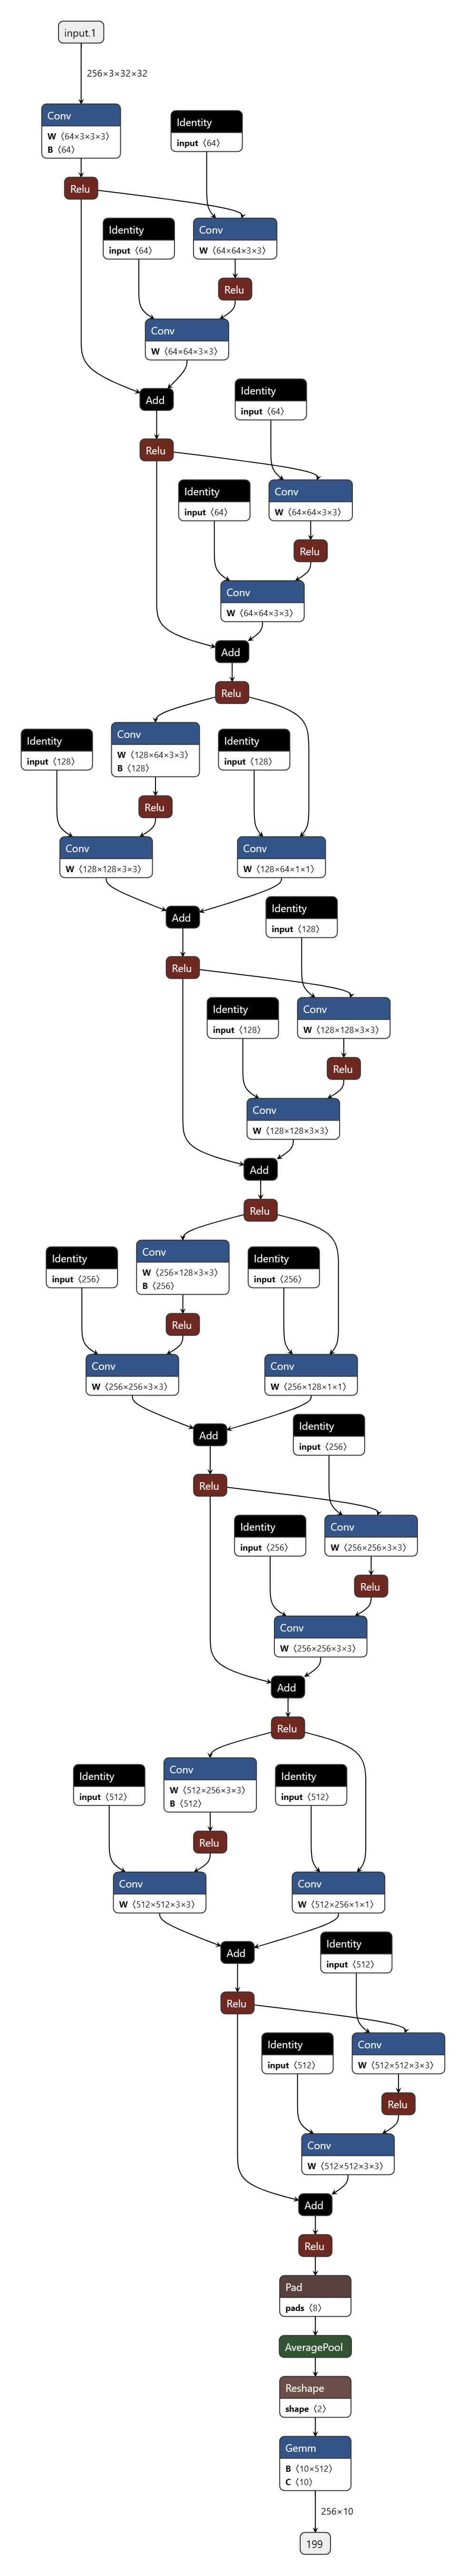 input.1
256×3×32×32
Conv
W ⟨64×3×3×3⟩
B ⟨64⟩
Identity
input ⟨64⟩
Relu
Identity
input ⟨64⟩
Conv
W ⟨64×64×3×3⟩
Relu
Conv
W ⟨64×64×3×3⟩
Add
Identity
input ⟨64⟩
Relu
Identity
input ⟨64⟩
Conv
W ⟨64×64×3×3⟩
Relu
Conv
W ⟨64×64×3×3⟩
Add
Relu
Identity
input ⟨128⟩
Conv
W ⟨128×64×3×3⟩
B ⟨128⟩
Identity
input ⟨128⟩
Relu
Conv
W ⟨128×128×3×3⟩
Conv
W ⟨128×64×1×1⟩
Add
Identity
input ⟨128⟩
Relu
Identity
input ⟨128⟩
Conv
W ⟨128×128×3×3⟩
Relu
Conv
W ⟨128×128×3×3⟩
Add
Relu
Identity
input ⟨256⟩
Conv
W ⟨256×128×3×3⟩
B ⟨256⟩
Identity
input ⟨256⟩
Relu
Conv
W ⟨256×256×3×3⟩
Conv
W ⟨256×128×1×1⟩
Add
Identity
input ⟨256⟩
Relu
Identity
input ⟨256⟩
Conv
W ⟨256×256×3×3⟩
Relu
Conv
W ⟨256×256×3×3⟩
Add
Relu
Identity
input ⟨512⟩
Conv
W ⟨512×256×3×3⟩
B ⟨512⟩
Identity
input ⟨512⟩
Relu
Conv
W ⟨512×512×3×3⟩
Conv
W ⟨512×256×1×1⟩
Add
Identity
input ⟨512⟩
Relu
Identity
input ⟨512⟩
Conv
W ⟨512×512×3×3⟩
Relu
Conv
W ⟨512×512×3×3⟩
Add
Relu
Pad
pads ⟨8⟩
AveragePool
Reshape
shape ⟨2⟩
Gemm
B ⟨10×512⟩
C ⟨10⟩
256×10
199